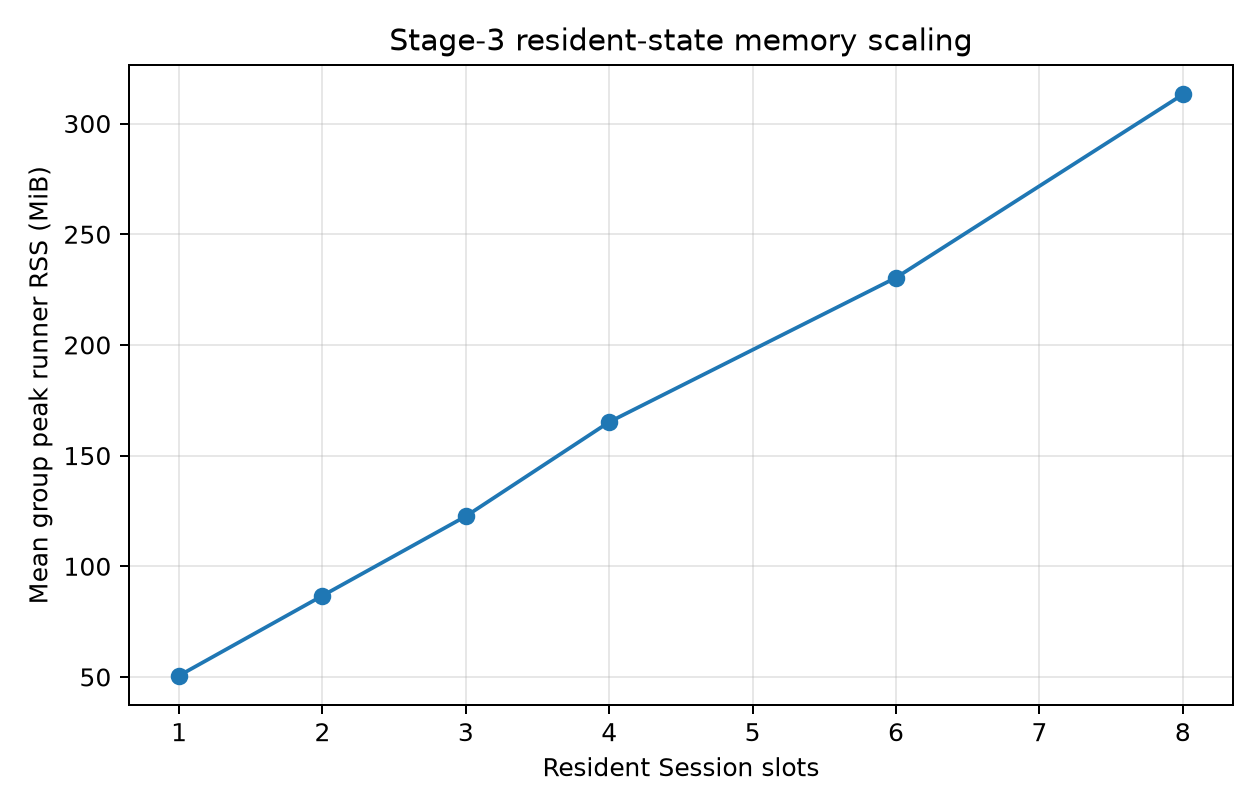 Stage-3 resident-state memory scaling
Mean group peak runner RSS (MiB)
300
250
200
150
100
50
1 2 3 4 5 6 7 8
Resident Session slots